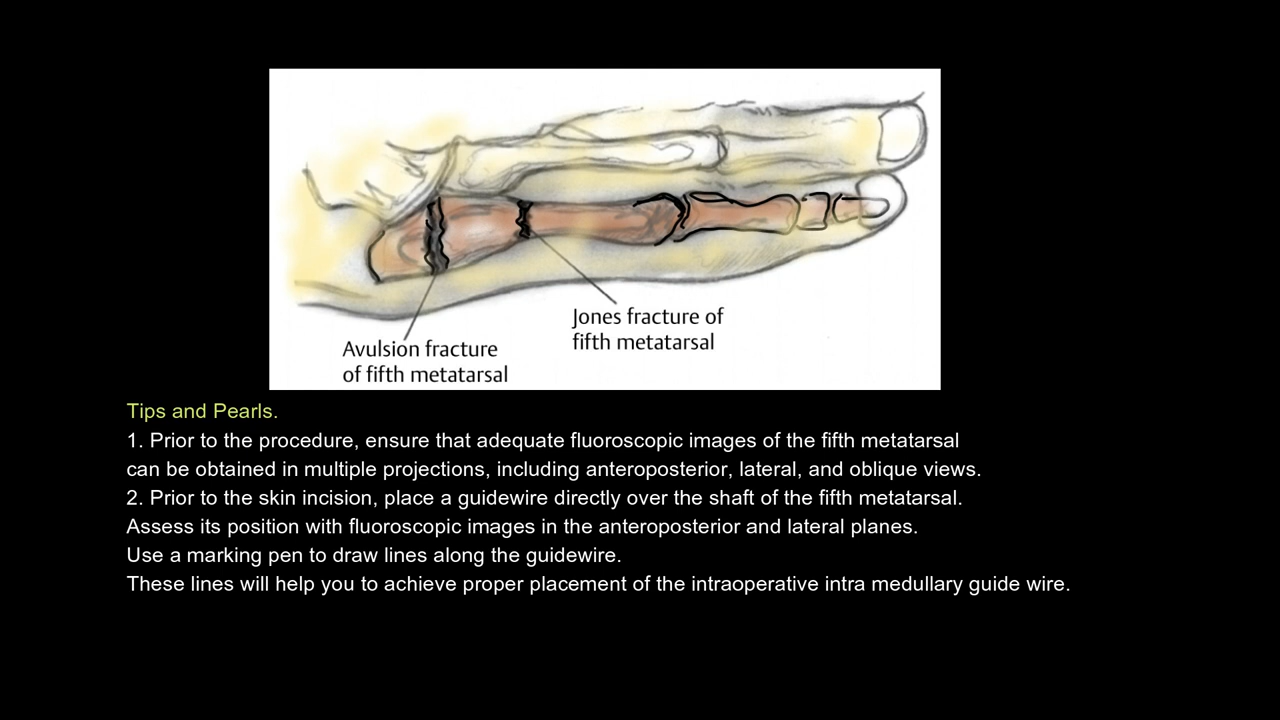 Avulsion fracture
of fifth metatarsal
Jones fracture of
fifth metatarsal
Tips and Pearls.
1. Prior to the procedure, ensure that adequate fluoroscopic images of the fifth metatarsal
can be obtained in multiple projections, including anteroposterior, lateral, and oblique views.
2. Prior to the skin incision, place a guidewire directly over the shaft of the fifth metatarsal.
Assess its position with fluoroscopic images in the anteroposterior and lateral planes.
Use a marking pen to draw lines along the guidewire.
These lines will help you to achieve proper placement of the intraoperative intra medullary guide wire.